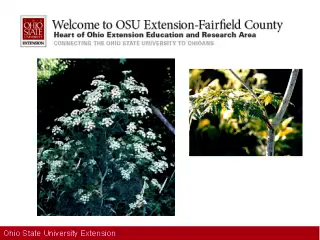 OHIO
STATE
UNIVERSITY
EXTENSION
Welcome to OSU Extension-Fairfield County
Heart of Ohio Extension Education and Research Area
CONNECTING THE OHIO STATE UNIVERSITY TO OHIOANS
Ohio State University Extension